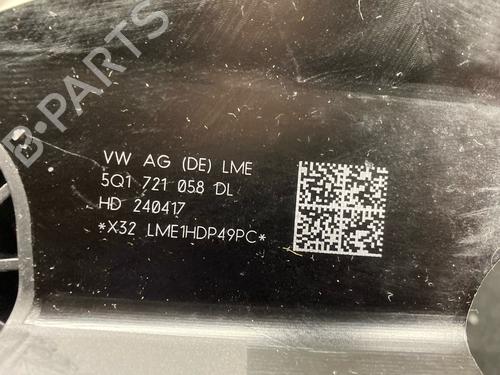 B-PARTS
VW AG (DE) LME
5Q1 721 058 DL
HD 240417
*X32 LME1HDP49PC*